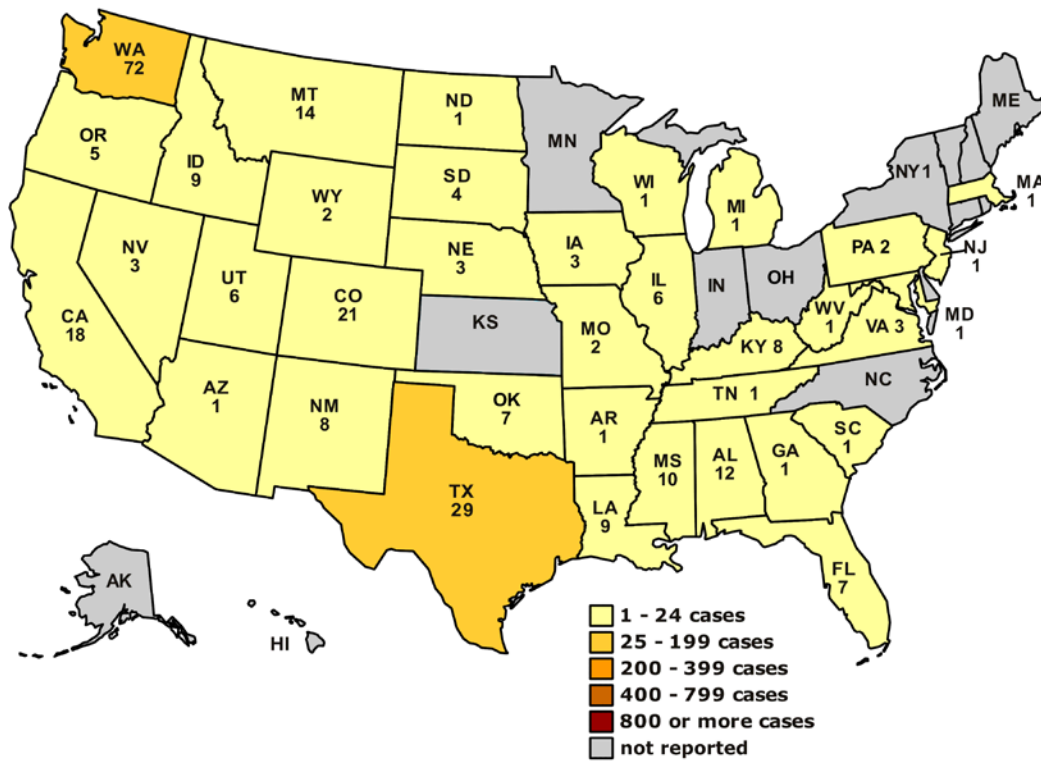 WA
72
MT
14
ND
1
MN
ME
OR
5
ID
9
SD
4
WI
1
MI
1
NY 1
MA
1
WY
2
NV
3
UT
6
NE
3
IA
3
IL
6
IN
OH
PA 2
NJ
1
CA
18
CO
21
KS
MO
2
KY 8
WV
1
VA 3
MD
1
AZ
1
NM
8
OK
7
AR
1
TN 1
NC
TX
29
LA
9
MS
10
AL
12
GA
1
SC
1
FL
7
AK
HI
1 - 24 cases
25 - 199 cases
200 - 399 cases
400 - 799 cases
800 or more cases
not reported